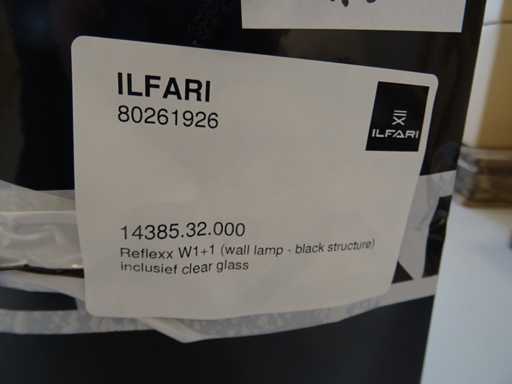 ILFARI
80261926
ILFARI
14385.32.000
Reflexx W1+1 (wall lamp - black structure)
inclusief clear glass